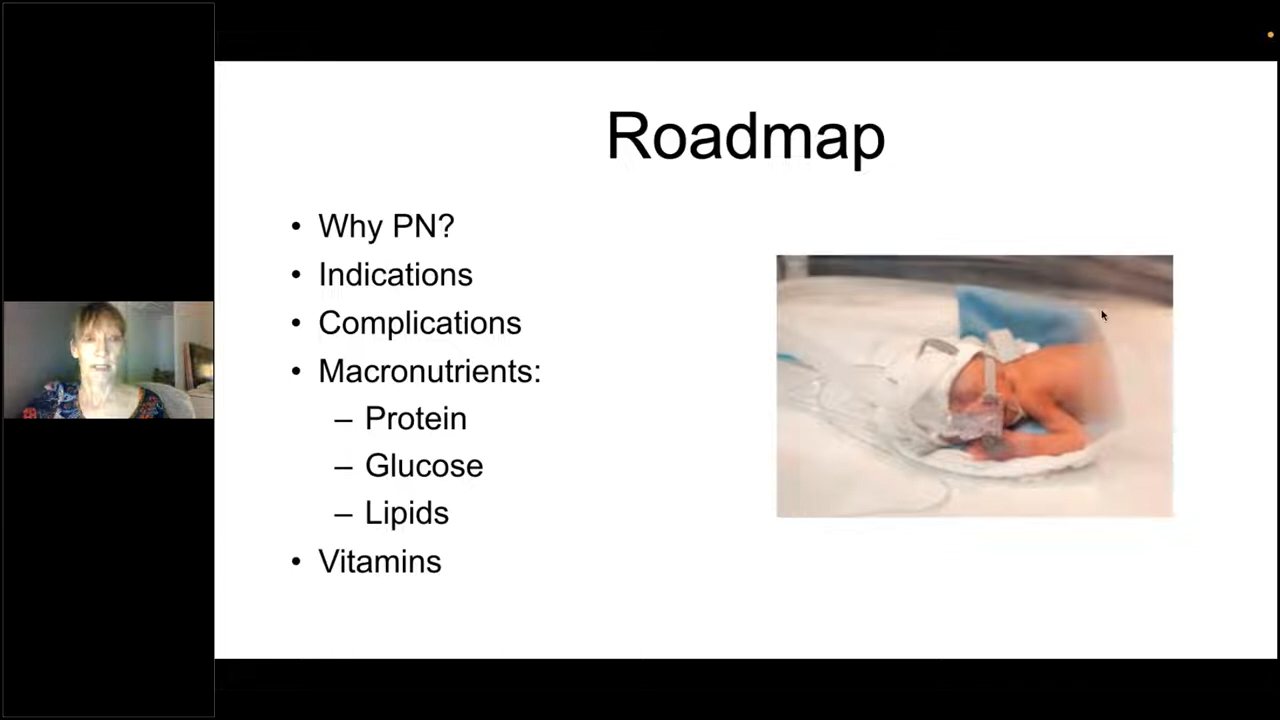 Roadmap
• Why PN?
• Indications
• Complications
• Macronutrients:
– Protein
– Glucose
– Lipids
• Vitamins